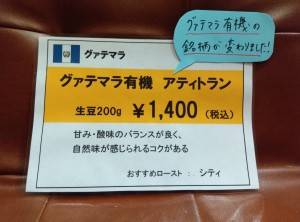 グァテマラ有機の
銘柄が変わりました!
グァテマラ
グァテマラ有機 アティトラン
生豆200g ¥1,400(税込)
甘み・酸味のバランスが良く、
自然味が感じられるコクがある
おすすめロースト : シティ